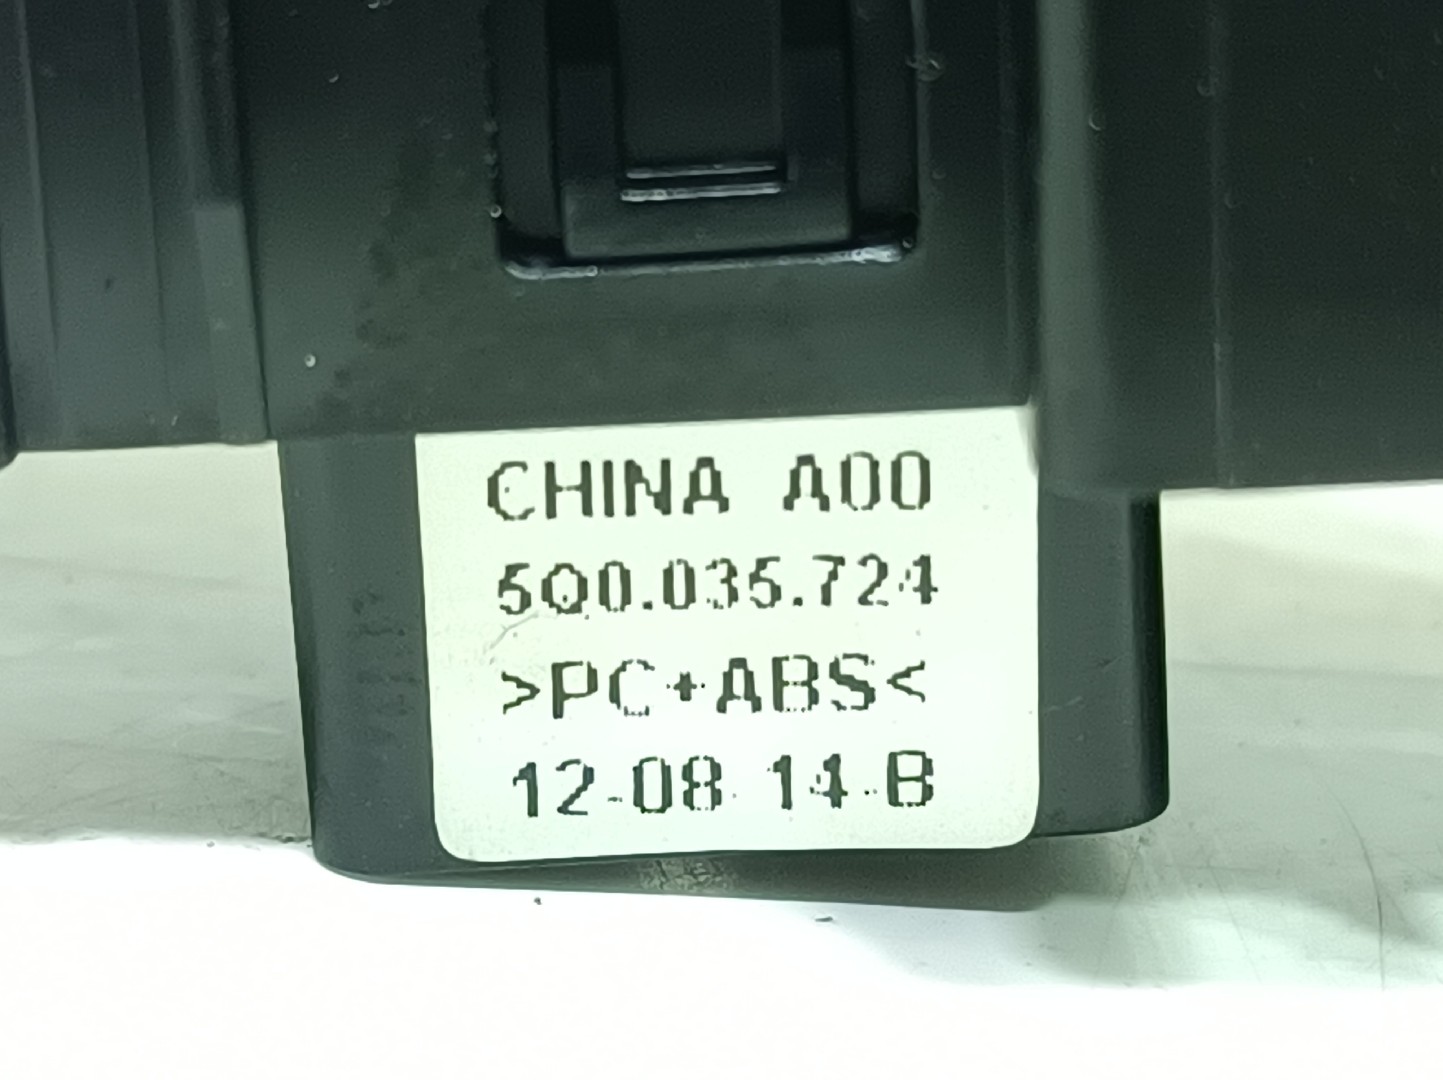 CHINA A00
5Q0.035.724
>PC+ABS<
12-08 14-B